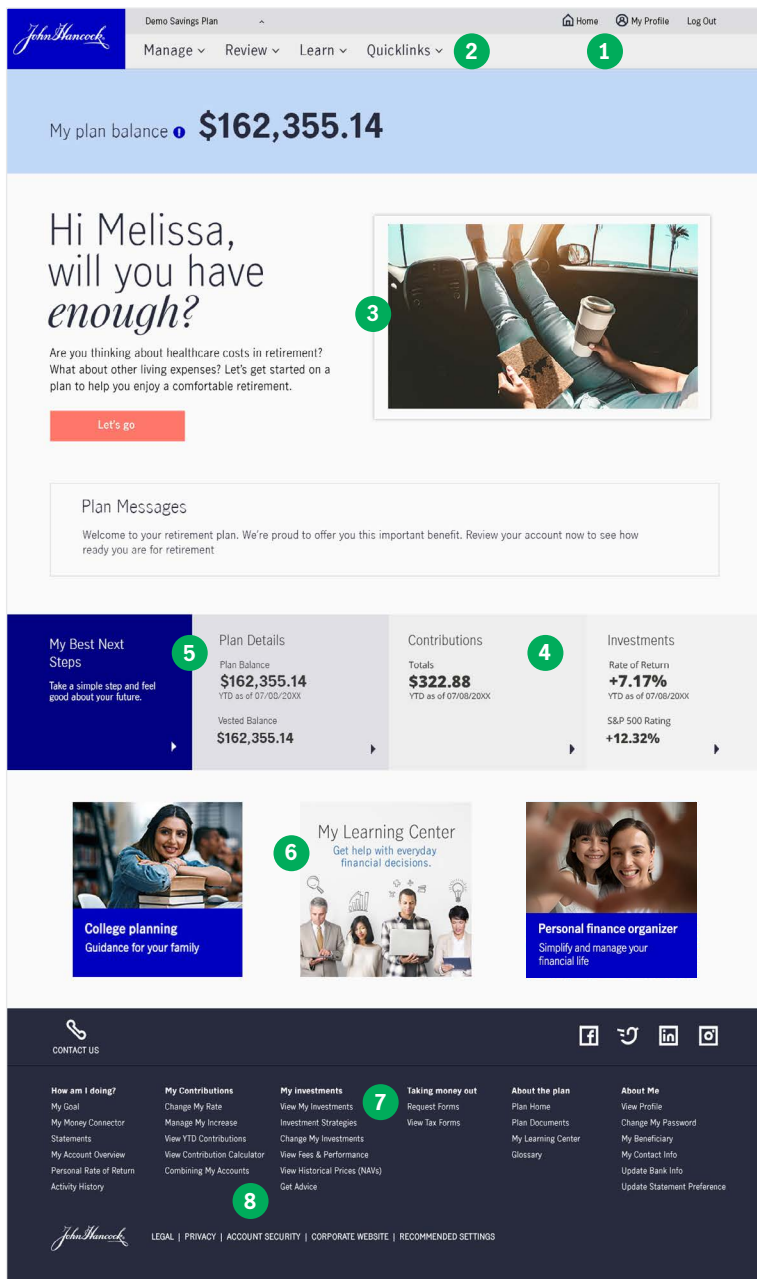 John Hancock
Demo Savings Plan
Home
My Profile
Log Out
Manage
Review
Learn
Quicklinks
2
1
My plan balance $162,355.14
Hi Melissa,
will you have
enough?
3
Are you thinking about healthcare costs in retirement?
What about other living expenses? Let's get started on a
plan to help you enjoy a comfortable retirement.
Let's go
Plan Messages
Welcome to your retirement plan. We're proud to offer you this important benefit. Review your account now to see how
ready you are for retirement
My Best Next
Steps
Take a simple step and feel
good about your future.
5
Plan Details
Plan Balance
$162,355.14
YTD as of 07/08/20XX
Vested Balance
$162,355.14
Contributions
Totals
$322.88
YTD as of 07/08/20XX
4
Investments
Rate of Return
+7.17%
YTD as of 07/08/20XX
S&P 500 Rating
+12.32%
College planning
Guidance for your family
6
My Learning Center
Get help with everyday
financial decisions.
Personal finance organizer
Simplify and manage your
financial life
CONTACT US
How am I doing?
My Goal
My Money Connector
Statements
My Account Overview
Personal Rate of Return
Activity History
My Contributions
Change My Rate
Manage My Increase
View YTD Contributions
View Contribution Calculator
Combining My Accounts
My investments
View My Investments
Investment Strategies
Change My Investments
View Fees & Performance
View Historical Prices (NAVs)
Get Advice
7
Taking money out
Request Forms
View Tax Forms
About the plan
Plan Home
Plan Documents
My Learning Center
Glossary
About Me
View Profile
Change My Password
My Beneficiary
My Contact Info
Update Bank Info
Update Statement Preference
8
John Hancock
LEGAL | PRIVACY | ACCOUNT SECURITY | CORPORATE WEBSITE | RECOMMENDED SETTINGS